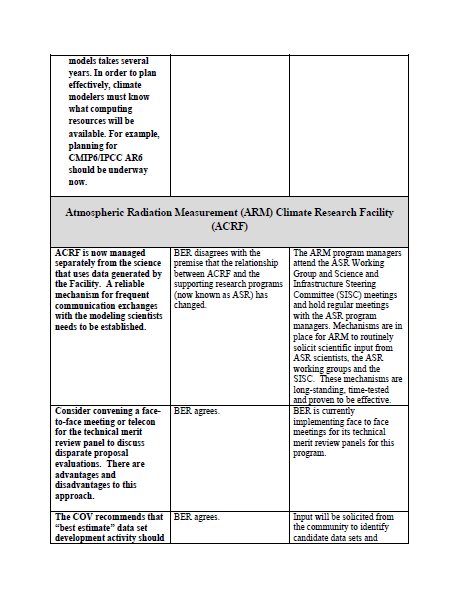 models takes several
years. In order to plan
effectively, climate
modelers must know
what computing
resources will be
available. For example,
planning for
CMIP6/IPCC AR6
should be underway
now.
Atmospheric Radiation Measurement (ARM) Climate Research Facility
(ACRF)
ACRF is now managed
separately from the science
that uses data generated by
the Facility.  A reliable
mechanism for frequent
communication exchanges
with the modeling scientists
needs to be established.
BER disagrees with the
premise that the relationship
between ACRF and the
supporting research programs
(now known as ASR) has
changed.
The ARM program managers
attend the ASR Working
Group and Science and
Infrastructure Steering
Committee (SISC) meetings
and hold regular meetings
with the ASR program
managers. Mechanisms are in
place for ARM to routinely
solicit scientific input from
ASR scientists, the ASR
working groups and the
SISC.  These mechanisms are
long-standing, time-tested
and proven to be effective.
Consider convening a face-
to-face meeting or telecon
for the technical merit
review panel to discuss
disparate proposal
evaluations.  There are
advantages and
disadvantages to this
approach.
BER agrees.
BER is currently
implementing face to face
meetings for its technical
merit review panels for this
program.
The COV recommends that
“best estimate” data set
development activity should
BER agrees.
Input will be solicited from
the community to identify
candidate data sets and